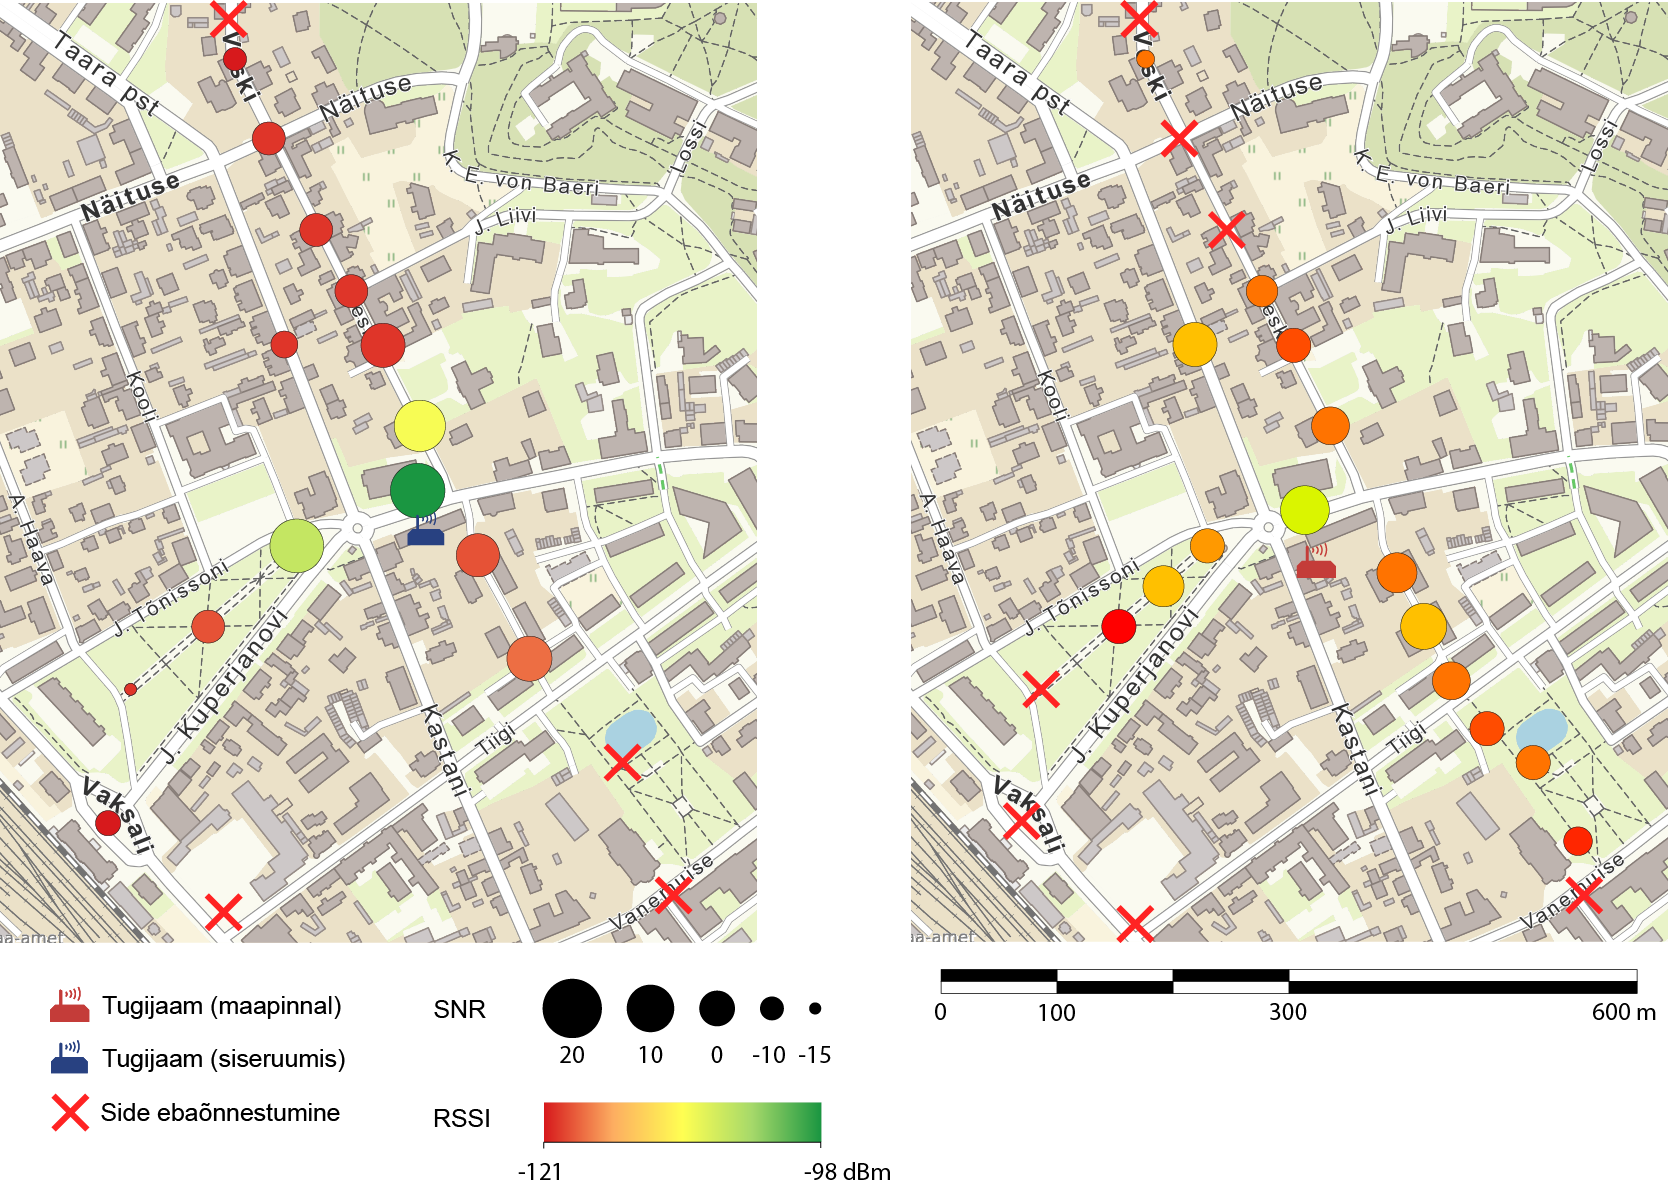 Taara pst
Veski
Näituse
Näituse
K. E. von Baeri
Lossi
J. Liivi
Kooli
esk
A. Haava
J. Tõnissoni
J. Kuperjanovi
Kastani
Tiigi
Vaksali
Vanemuise
aa-amet
Taara pst
Veski
Näituse
Näituse
K. E. von Baeri
Lossi
J. Liivi
Kooli
eski
A. Haava
J. Tõnissoni
J. Kuperjanovi
Kastani
Tiigi
Vaksali
Vanemuise
aa-amet
Tugijaam (maapinnal)
Tugijaam (siseruumis)
Side ebaõnnestumine
SNR
20 10 0 -10 -15
RSSI
-121 -98 dBm
0 100 300 600 m